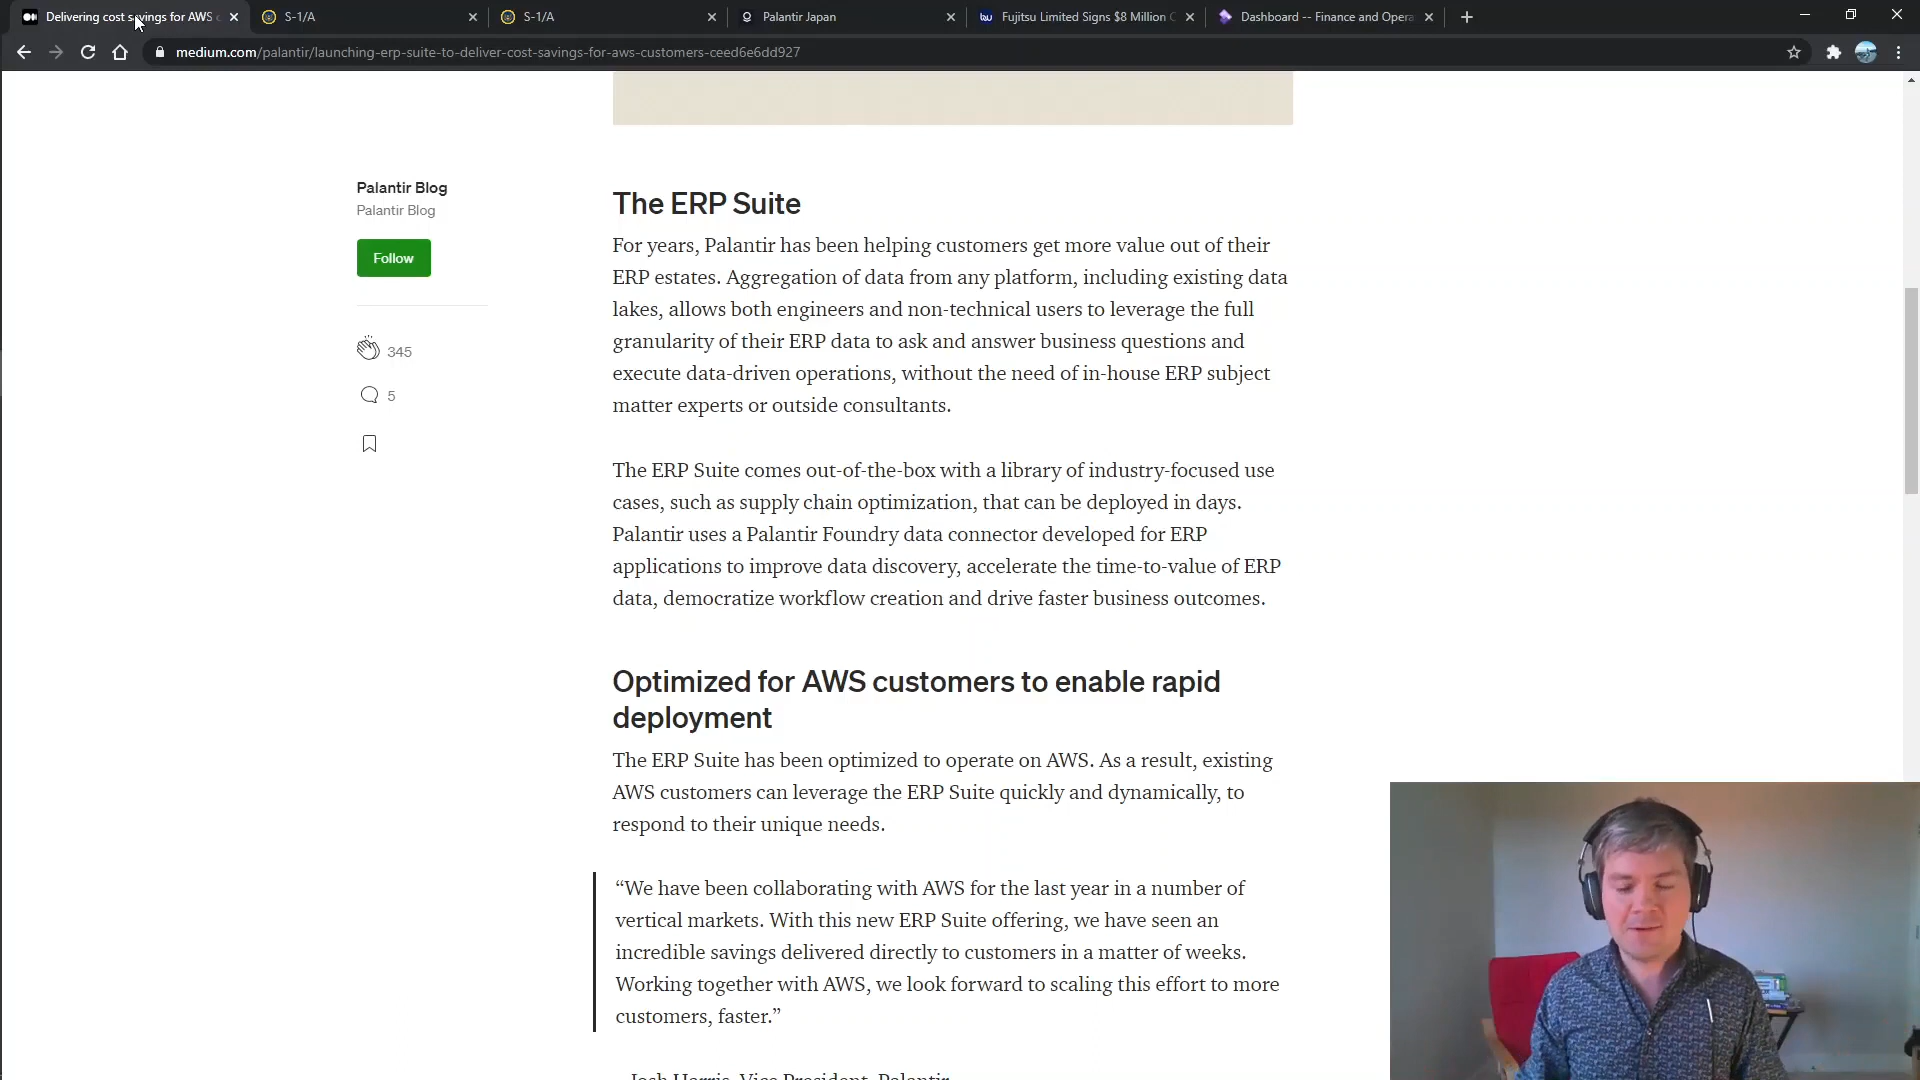 Delivering cost savings for AWS c
S-1/A
S-1/A
Palantir Japan
Fujitsu Limited Signs $8 Million C
Dashboard -- Finance and Opera
medium.com/palantir/launching-erp-suite-to-deliver-cost-savings-for-aws-customers-ceed6e6dd927
Palantir Blog
Palantir Blog
Follow
345
5
The ERP Suite
For years, Palantir has been helping customers get more value out of their
ERP estates. Aggregation of data from any platform, including existing data
lakes, allows both engineers and non-technical users to leverage the full
granularity of their ERP data to ask and answer business questions and
execute data-driven operations, without the need of in-house ERP subject
matter experts or outside consultants.
The ERP Suite comes out-of-the-box with a library of industry-focused use
cases, such as supply chain optimization, that can be deployed in days.
Palantir uses a Palantir Foundry data connector developed for ERP
applications to improve data discovery, accelerate the time-to-value of ERP
data, democratize workflow creation and drive faster business outcomes.
Optimized for AWS customers to enable rapid
deployment
The ERP Suite has been optimized to operate on AWS. As a result, existing
AWS customers can leverage the ERP Suite quickly and dynamically, to
respond to their unique needs.
“We have been collaborating with AWS for the last year in a number of
vertical markets. With this new ERP Suite offering, we have seen an
incredible savings delivered directly to customers in a matter of weeks.
Working together with AWS, we look forward to scaling this effort to more
customers, faster.”
Josh Harris, Vice President, Palantir